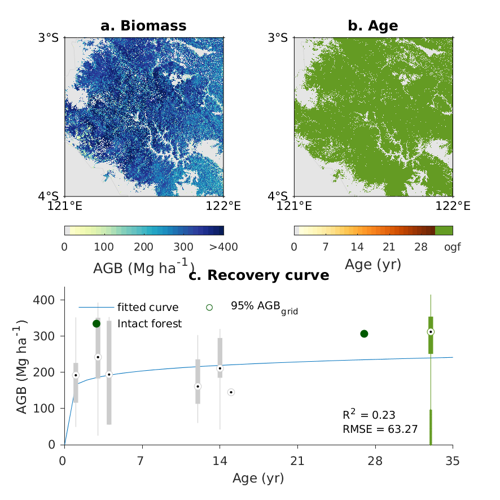 a. Biomass
b. Age
3°S
3°S
4°S
4°S
121°E
122°E
121°E
122°E
0 100 200 300 >400
0 7 14 21 28 ogf
AGB (Mg ha⁻¹)
Age (yr)
c. Recovery curve
400
300
200
100
0
AGB (Mg ha⁻¹)
fitted curve
95% AGB_grid
Intact forest
R² = 0.23
RMSE = 63.27
0 7 14 21 28 35
Age (yr)